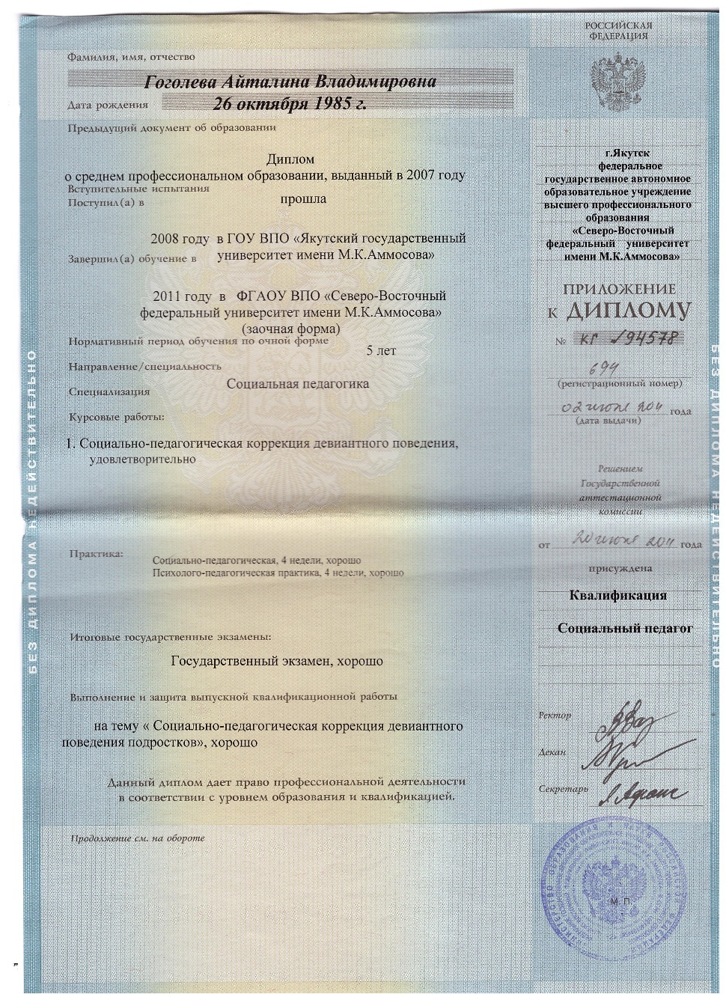 РОССИЙСКАЯ
ФЕДЕРАЦИЯ
Фамилия, имя, отчество
Гоголева Айталина Владимировна
Дата рождения
26 октября 1985 г.
Предыдущий документ об образовании
Диплом
о среднем профессиональном образовании, выданный в 2007 году
Вступительные испытания
прошла
Поступил(а) в
2008 году в ГОУ ВПО «Якутский государственный
университет имени М.К.Аммосова»
Завершил(а) обучение в
2011 году в ФГАОУ ВПО «Северо-Восточный
федеральный университет имени М.К.Аммосова»
(заочная форма)
Нормативный период обучения по очной форме
5 лет
Направление/специальность
Социальная педагогика
Специализация
Курсовые работы:
1. Социально-педагогическая коррекция девиантного поведения,
удовлетворительно
Практика:
Социально-педагогическая, 4 недели, хорошо
Психолого-педагогическая практика, 4 недели, хорошо
Итоговые государственные экзамены:
Государственный экзамен, хорошо
Выполнение и защита выпускной квалификационной работы
на тему « Социально-педагогическая коррекция девиантного
поведения подростков», хорошо
Данный диплом дает право профессиональной деятельности
в соответствии с уровнем образования и квалификацией.
Продолжение см. на обороте
г.Якутск
федеральное
государственное автономное
образовательное учреждение
высшего профессионального
образования
«Северо-Восточный
федеральный университет
имени М.К.Аммосова»
ПРИЛОЖЕНИЕ
к ДИПЛОМУ
№ КГ 94578
694
(регистрационный номер)
02 июля 2011 года
(дата выдачи)
Решением
Государственной
аттестационной
комиссии
от 20 июня 2011 года
присуждена
Квалификация
Социальный педагог
Ректор
Декан
Секретарь
М.П.
БЕЗ ДИПЛОМА НЕДЕЙСТВИТЕЛЬНО
БЕЗ ДИПЛОМА НЕДЕЙСТВИТЕЛЬНО